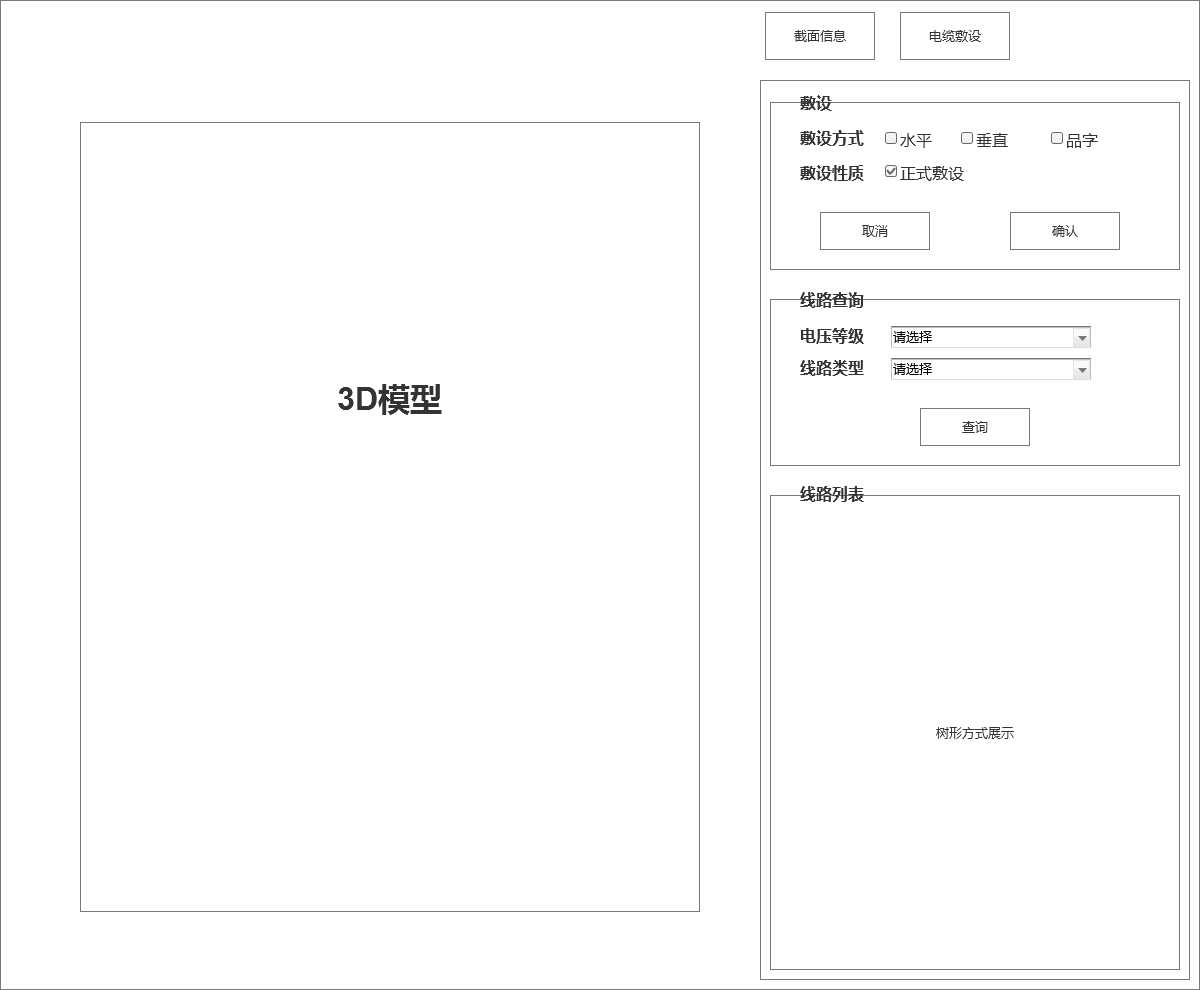 截面信息 电缆敷设
敷设
敷设方式 水平 垂直 品字
敷设性质 正式敷设
取消 确认
线路查询
电压等级 请选择
线路类型 请选择
查询
线路列表
树形方式展示
3D模型